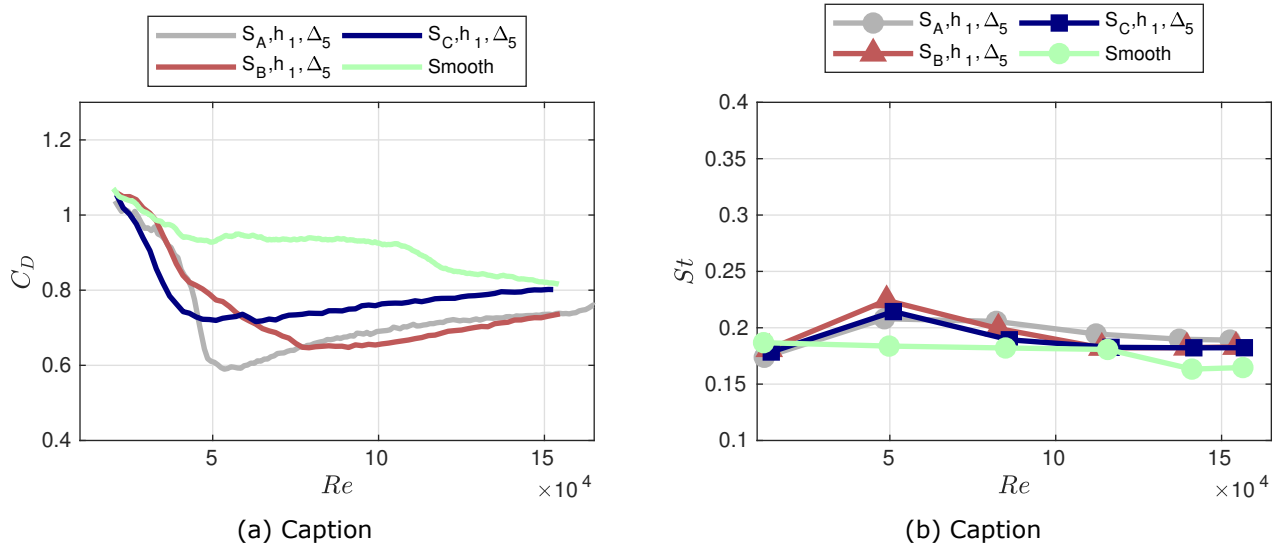 S_A,h_1,Δ_5 S_C,h_1,Δ_5
S_B,h_1,Δ_5 Smooth
1.2
1
0.8
0.6
0.4
C_D
5 10 15
Re ×10^4
(a) Caption
S_A,h_1,Δ_5 S_C,h_1,Δ_5
S_B,h_1,Δ_5 Smooth
0.4
0.35
0.3
0.25
0.2
0.15
0.1
St
5 10 15
Re ×10^4
(b) Caption